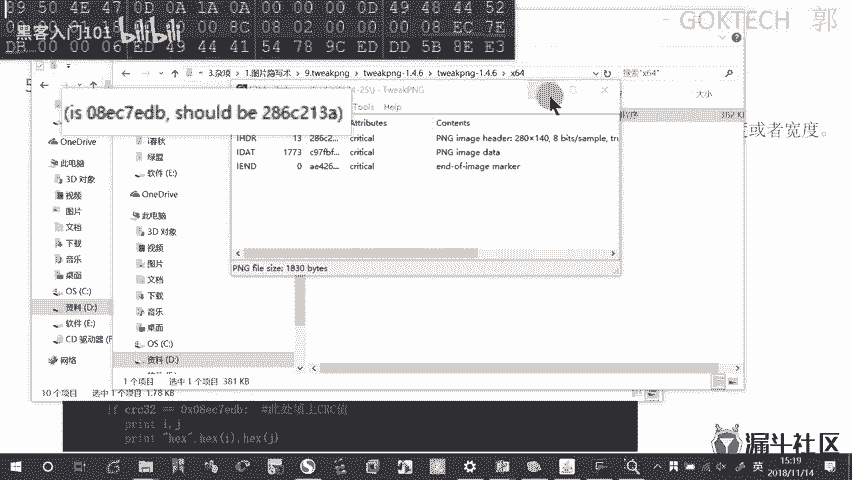 89 50 4E 47 0D 0A 1A 0A 00 00 00 0D 49 48 44 52
00 00 8C 08 02 00 00 00 08 EC 7E
DB 00 00 06 ED 49 44 41 54 78 9C ED DD 5B 8E E3
黑客入门101 bilibili
GOKTECH 郭
3.杂项 › 1.图片隐写术 › 9.tweakpng › tweakpng-1.4.6 › tweakpng-1.4.6 › x64
搜索"x64"
TweakPNG
大小
Tools Help
(is 08ec7edb, should be 286c213a)
Attributes Contents
362 KB
IHDR 13 286c2... critical PNG image header: 280×140, 8 bits/sample, tru
或者宽度。
IDAT 1773 c97fbf... critical PNG image data
IEND 0 ae426... critical end-of-image marker
PNG file size: 1830 bytes
OneDrive
此电脑
3D 对象
视频
图片
文档
下载
音乐
桌面
OS (C:)
资料 (D:)
软件 (E:)
CD 驱动器 (F
网络
i春秋
绿盟
软件 (E:)
OneDrive
此电脑
3D 对象
视频
图片
文档
下载
音乐
桌面
OS (C:)
资料 (D:)
1 个项目 选中 1 个项目 381 KB
10 个项目 选中 1 个项目 1.78 KB
if crc32 == 0x08ec7edb: #此处填上CRC值
print i,j
print "hex",hex(i),hex(j)
漏斗社区
英
15:19
2018/11/14